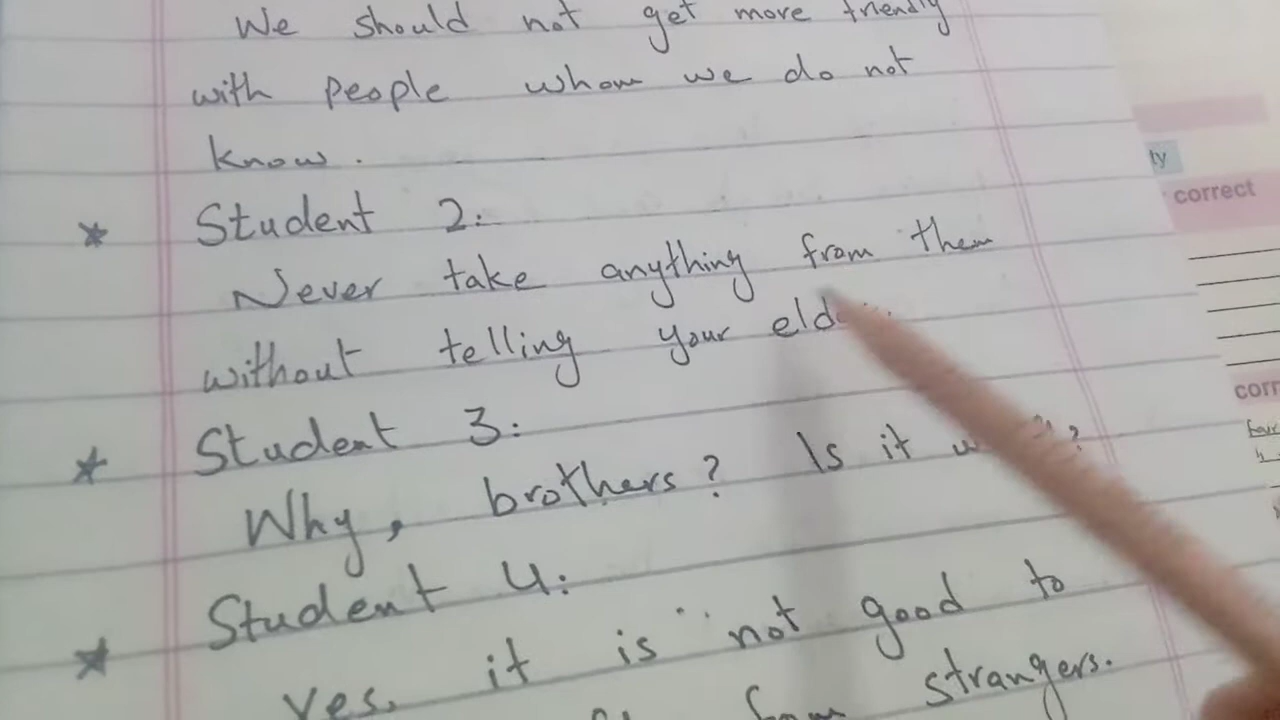 We should not get more friendly
with people whom we do not
know.
* Student 2:
Never take anything from them
without telling your
* Student 3:
Why, brothers? Is it
* Student 4:
Yes, it is not good to
from strangers.
ty
correct